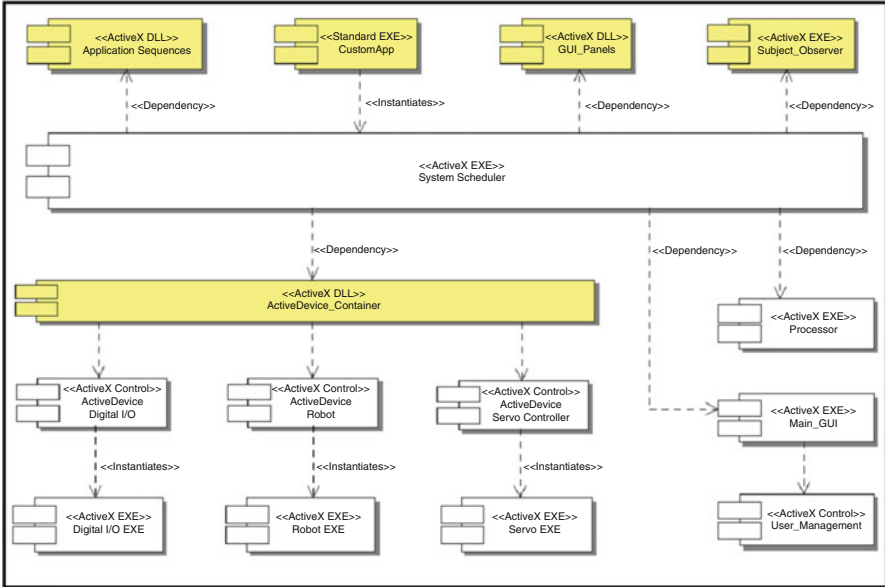 <<ActiveX DLL>>
Application Sequences
<<Standard EXE>>
CustomApp
<<ActiveX DLL>>
GUI_Panels
<<ActiveX EXE>>
Subject_Observer
<<Dependency>>
<<Instantiates>>
<<Dependency>>
<<Dependency>>
<<ActiveX EXE>>
System Scheduler
<<Dependency>>
<<Dependency>>
<<Dependency>>
<<ActiveX DLL>>
ActiveDevice_Container
<<ActiveX EXE>>
Processor
<<ActiveX Control>>
ActiveDevice
Digital I/O
<<ActiveX Control>>
ActiveDevice
Robot
<<ActiveX Control>>
ActiveDevice
Servo Controller
<<ActiveX EXE>>
Main_GUI
<<Instantiates>>
<<Instantiates>>
<<Instantiates>>
<<ActiveX EXE>>
Digital I/O EXE
<<ActiveX EXE>>
Robot EXE
<<ActiveX EXE>>
Servo EXE
<<ActiveX Control>>
User_Management